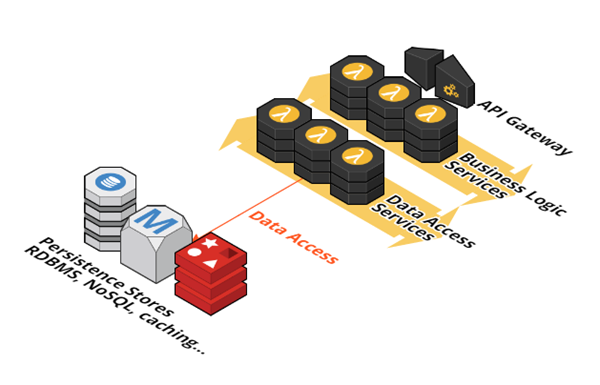 API Gateway
Business Logic
Services
Data Access
Services
Data Access
M
Persistence Stores
RDBMS, NoSQL, caching...